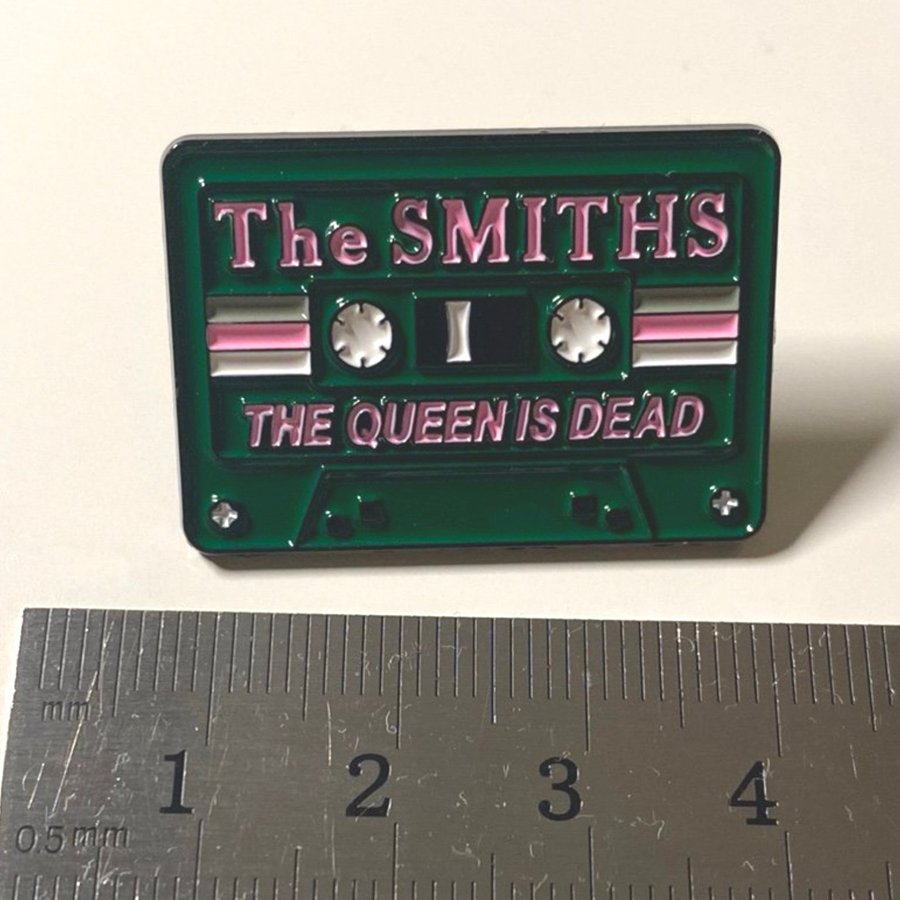 The SMITHS
THE QUEEN IS DEAD
mm
1 2 3 4
0.5mm